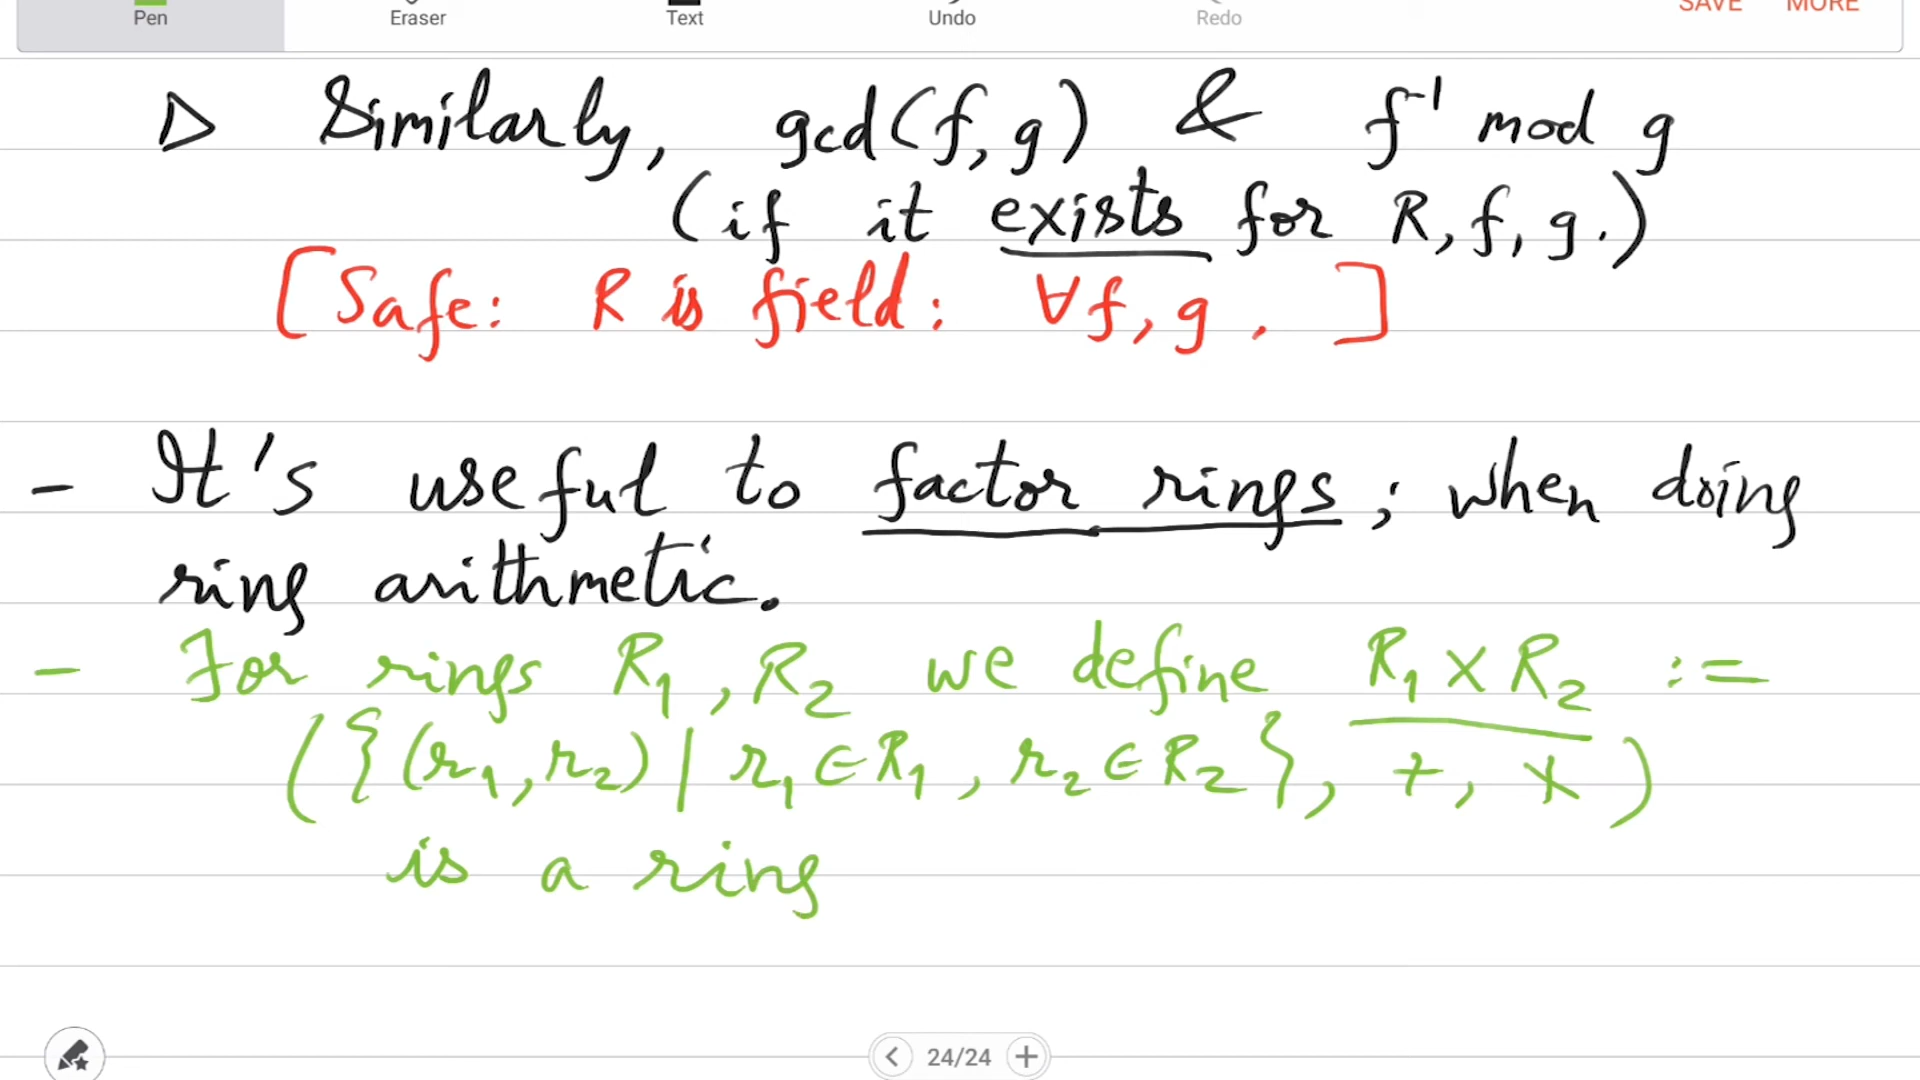 Pen Eraser Text Undo Redo SAVE MORE
▷ Similarly, gcd(f,g) & f⁻¹ mod g
(if it exists for R, f, g.)
[Safe: R is field: ∀f, g. ]
- It's useful to factor rings; when doing
ring arithmetic.
- For rings R₁, R₂ we define R₁ × R₂ :=
({(r₁,r₂) | r₁∈R₁, r₂∈R₂}, +, ×)
is a ring
24/24